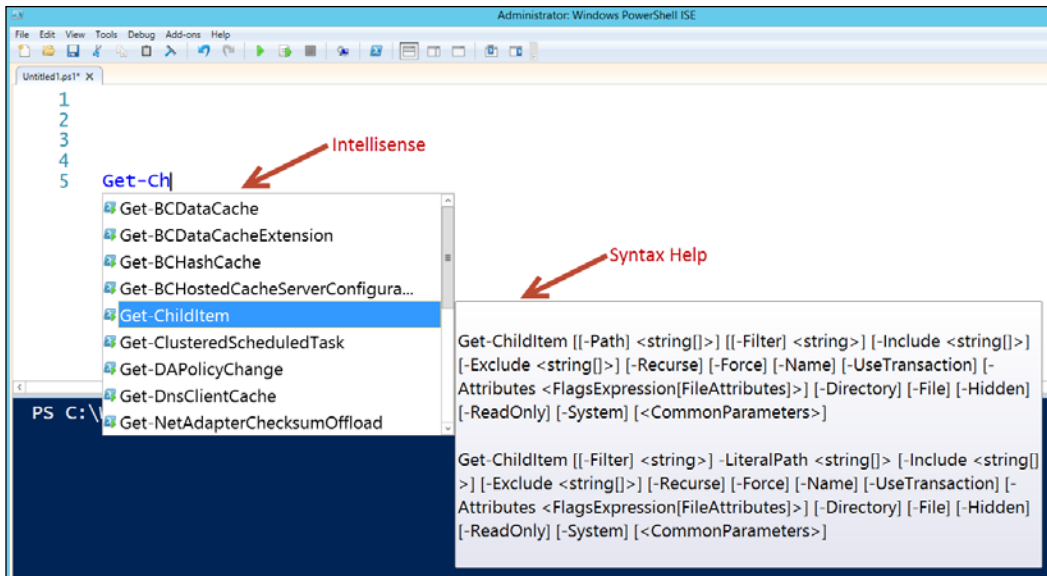 Administrator: Windows PowerShell ISE
File Edit View Tools Debug Add-ons Help
Untitled1.ps1* X
1
2
3
Intellisense
4
5 Get-Ch
Get-BCDataCache
Get-BCDataCacheExtension
Get-BCHashCache
Syntax Help
Get-BCHostedCacheServerConfigura...
Get-ChildItem
Get-ClusteredScheduledTask
Get-DAPolicyChange
Get-DnsClientCache
Get-NetAdapterChecksumOffload
Get-ChildItem [[-Path] <string[]>] [[-Filter] <string>] [-Include <string[]>]
[-Exclude <string[]>] [-Recurse] [-Force] [-Name] [-UseTransaction] [-
Attributes <FlagsExpression[FileAttributes]>] [-Directory] [-File] [-Hidden]
[-ReadOnly] [-System] [<CommonParameters>]
Get-ChildItem [[-Filter] <string>] -LiteralPath <string[]> [-Include <string[]
>] [-Exclude <string[]>] [-Recurse] [-Force] [-Name] [-UseTransaction] [-
Attributes <FlagsExpression[FileAttributes]>] [-Directory] [-File] [-Hidden]
[-ReadOnly] [-System] [<CommonParameters>]
PS C:\